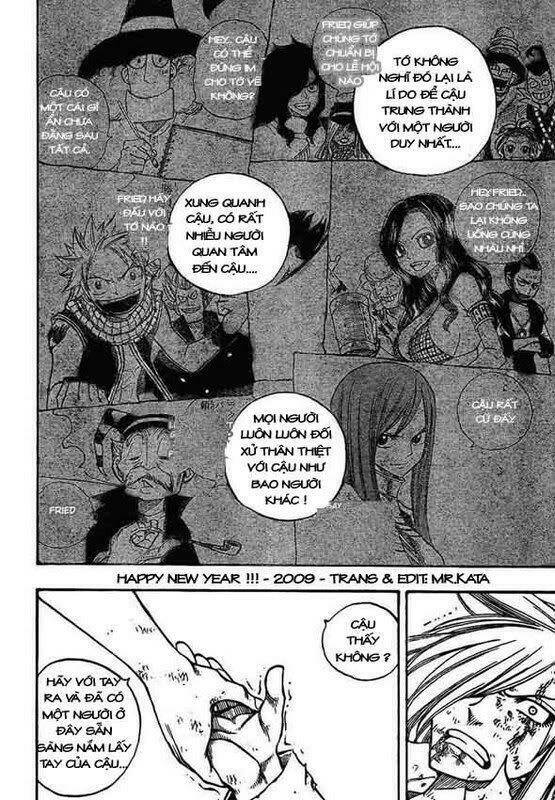 FRIED, GIÚP
CHÚNG TỚ
CHUẨN BỊ
CHO LỄ HỘI
NÀO
HEY... CẬU
CÓ THỂ
ĐỨNG IM
CHO TỚ VẼ
KHÔNG?
TỚ KHÔNG
NGHĨ ĐÓ LẠI LÀ
LÍ DO ĐỂ CẬU
TRUNG THÀNH
VỚI MỘT NGƯỜI
DUY NHẤT....
CẬU CÓ
MỘT CÁI GÌ
ẨN CHƯA
ĐẰNG SAU
TẤT CẢ.
HEY, FRIED...
SAO CHÚNG TA
LẠI KHÔNG
UỐNG CÙNG
NHAU NHỈ
XUNG QUANH
CẬU, CÓ RẤT
NHIỀU NGƯỜI
QUAN TÂM
ĐẾN CẬU....
FRIED, HÃY
ĐẤU VỚI
TỚ NÀO
!!
CẬU RẤT
CỪ ĐẤY
MỌI NGƯỜI
LUÔN LUÔN ĐỐI
XỬ THÂN THIỆT
VỚI CẬU NHƯ
BAO NGƯỜI
KHÁC !
FRIED
HAPPY NEW YEAR !!! - 2009 - TRANS & EDIT: MR.KATA
CẬU
THẤY
KHÔNG ?
HÃY VỚI TAY
RA VÀ ĐÃ CÓ
MỘT NGƯỜI Ở
ĐÂY SẴN
SÀNG NẮM LẤY
TAY CỦA CẬU...